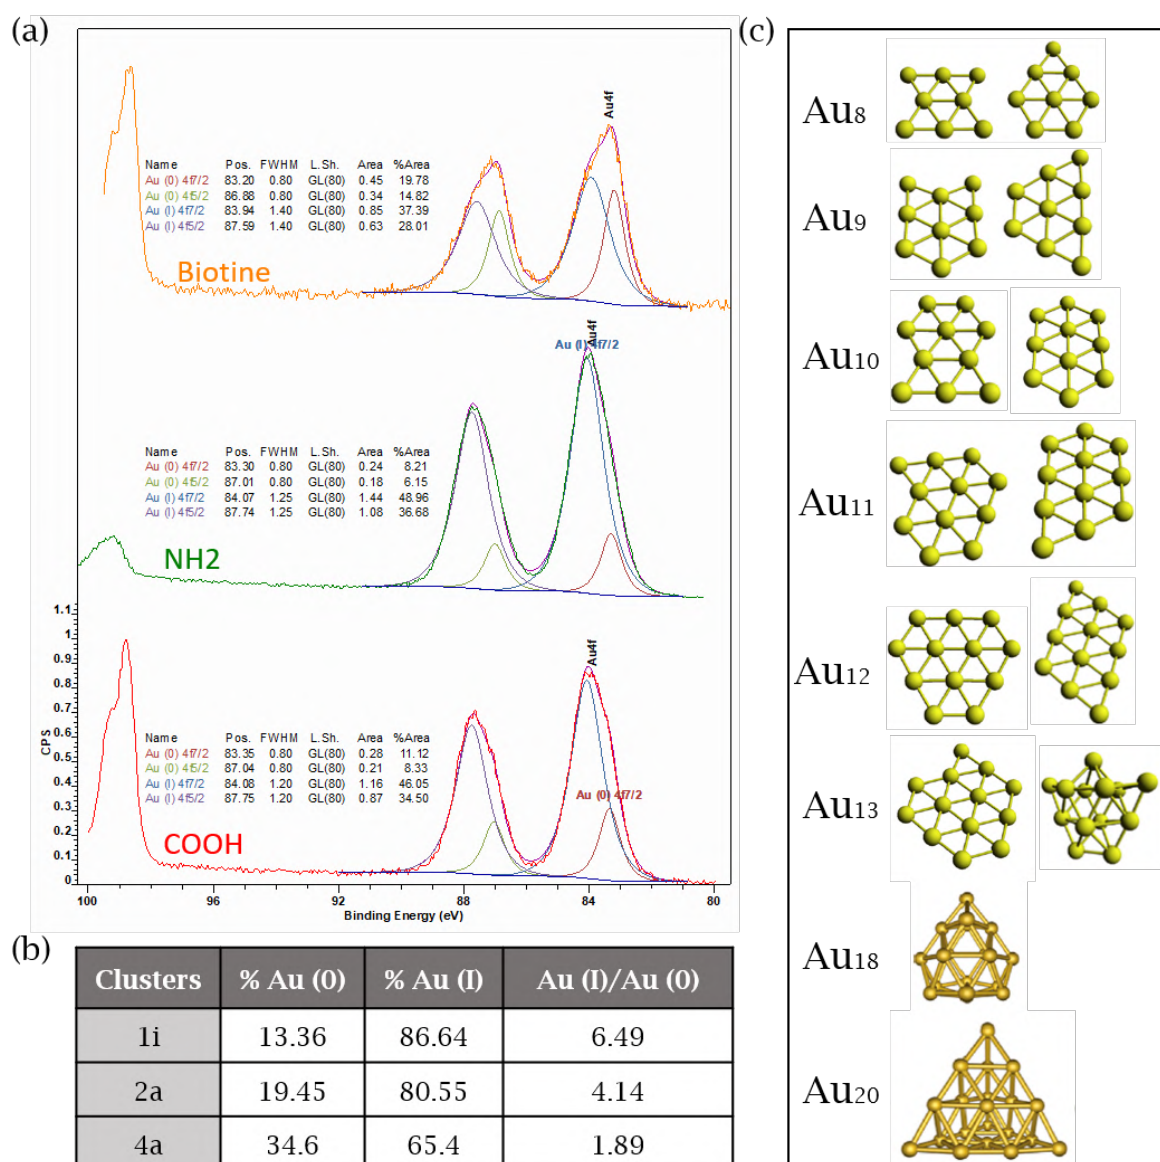 (a)
Au4f
Name Pos. FWHM L.Sh. Area %Area
Au (0) 4f7/2 83.20 0.80 GL(80) 0.45 19.78
Au (0) 4f5/2 86.88 0.80 GL(80) 0.34 14.82
Au (I) 4f7/2 83.94 1.40 GL(80) 0.85 37.39
Au (I) 4f5/2 87.59 1.40 GL(80) 0.63 28.01
Biotine
Au4f
Au (I) 4f7/2
Name Pos. FWHM L.Sh. Area %Area
Au (0) 4f7/2 83.30 0.80 GL(80) 0.24 8.21
Au (0) 4f5/2 87.01 0.80 GL(80) 0.18 6.15
Au (I) 4f7/2 84.07 1.25 GL(80) 1.44 48.96
Au (I) 4f5/2 87.74 1.25 GL(80) 1.08 36.68
NH2
Au4f
Name Pos. FWHM L.Sh. Area %Area
Au (0) 4f7/2 83.35 0.80 GL(80) 0.28 11.12
Au (0) 4f5/2 87.04 0.80 GL(80) 0.21 8.33
Au (I) 4f7/2 84.08 1.20 GL(80) 1.16 46.05
Au (I) 4f5/2 87.75 1.20 GL(80) 0.87 34.50
Au (0) 4f7/2
COOH
CPS
1.1
1
0.9
0.8
0.7
0.6
0.5
0.4
0.3
0.2
0.1
0
100 96 92 88 84 80
Binding Energy (eV)
(b)
Clusters % Au (0) % Au (I) Au (I)/Au (0)
1i 13.36 86.64 6.49
2a 19.45 80.55 4.14
4a 34.6 65.4 1.89
(c)
Au8
Au9
Au10
Au11
Au12
Au13
Au18
Au20